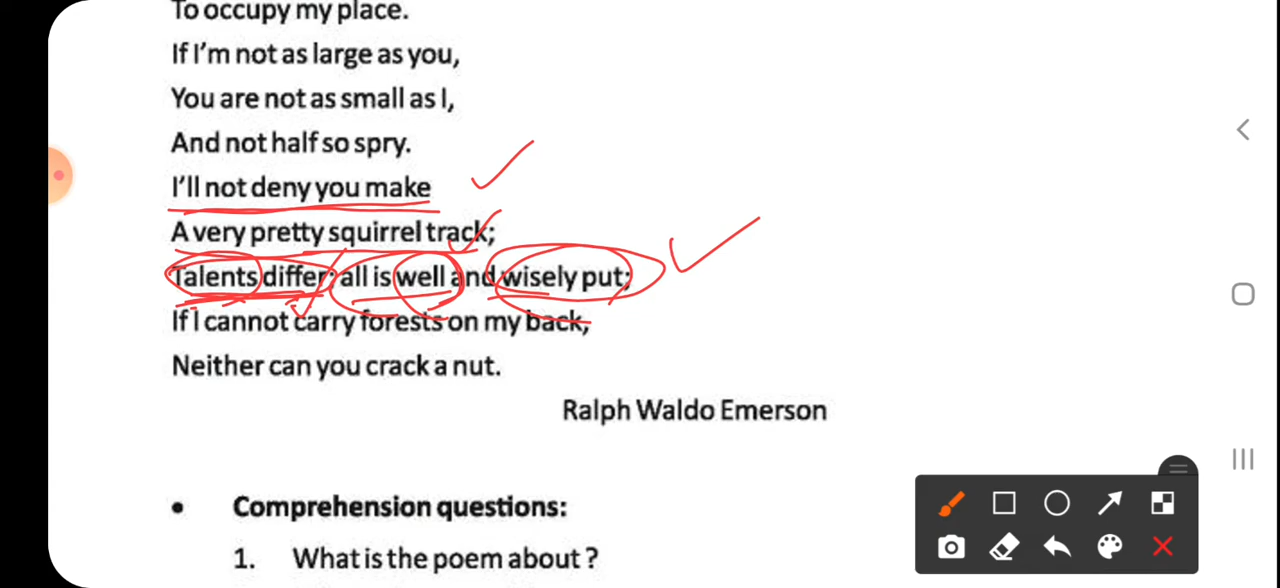 To occupy my place.
If I'm not as large as you,
You are not as small as I,
And not half so spry.
I'll not deny you make
A very pretty squirrel track;
Talents differ; all is well and wisely put;
If I cannot carry forests on my back,
Neither can you crack a nut.
Ralph Waldo Emerson
• Comprehension questions:
1. What is the poem about ?